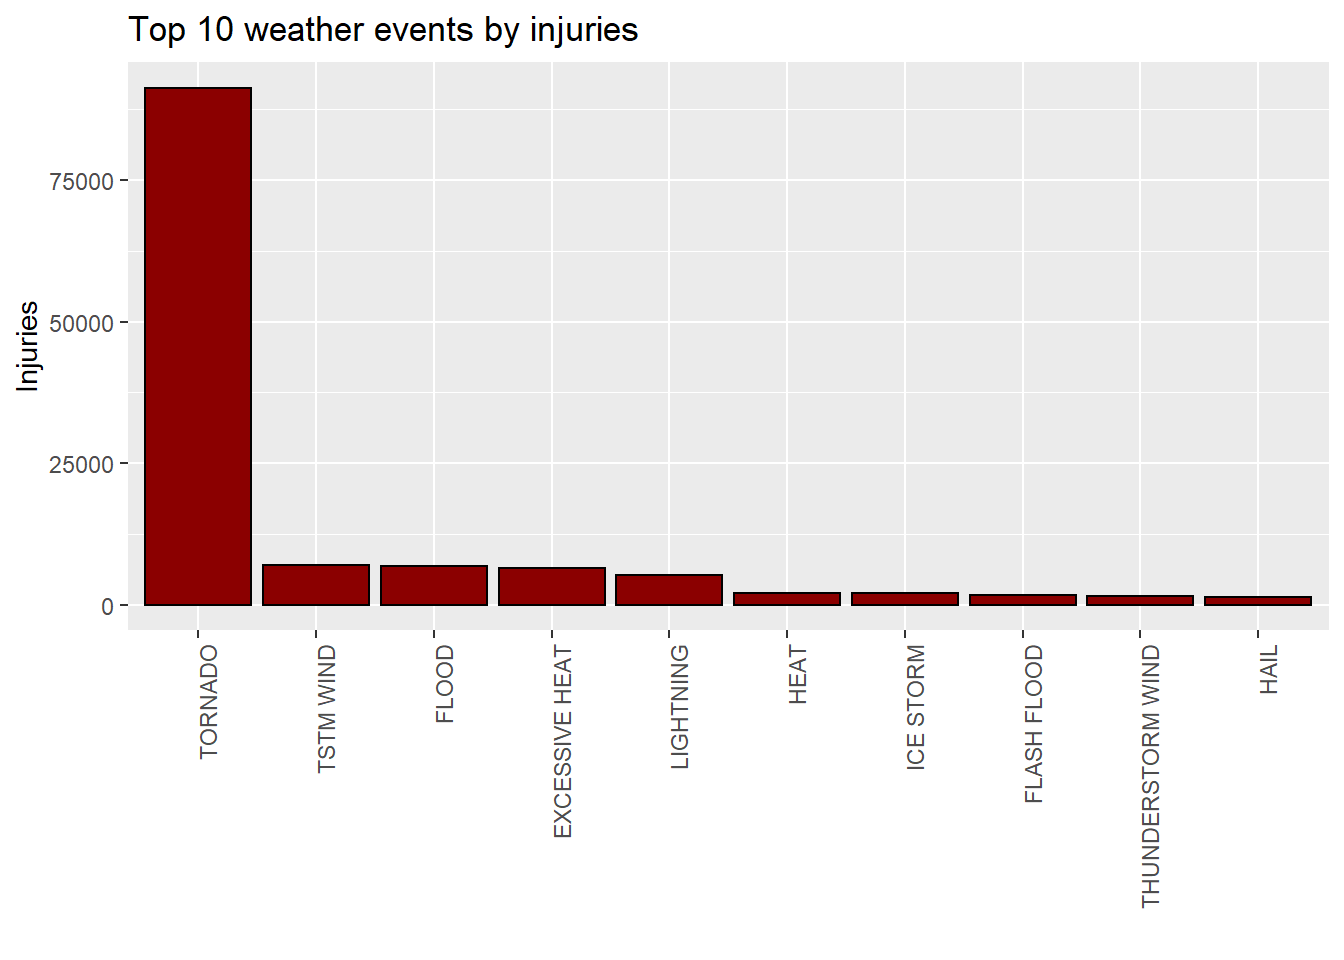 Top 10 weather events by injuries
Injuries
75000
50000
25000
0
TORNADO
TSTM WIND
FLOOD
EXCESSIVE HEAT
LIGHTNING
HEAT
ICE STORM
FLASH FLOOD
THUNDERSTORM WIND
HAIL